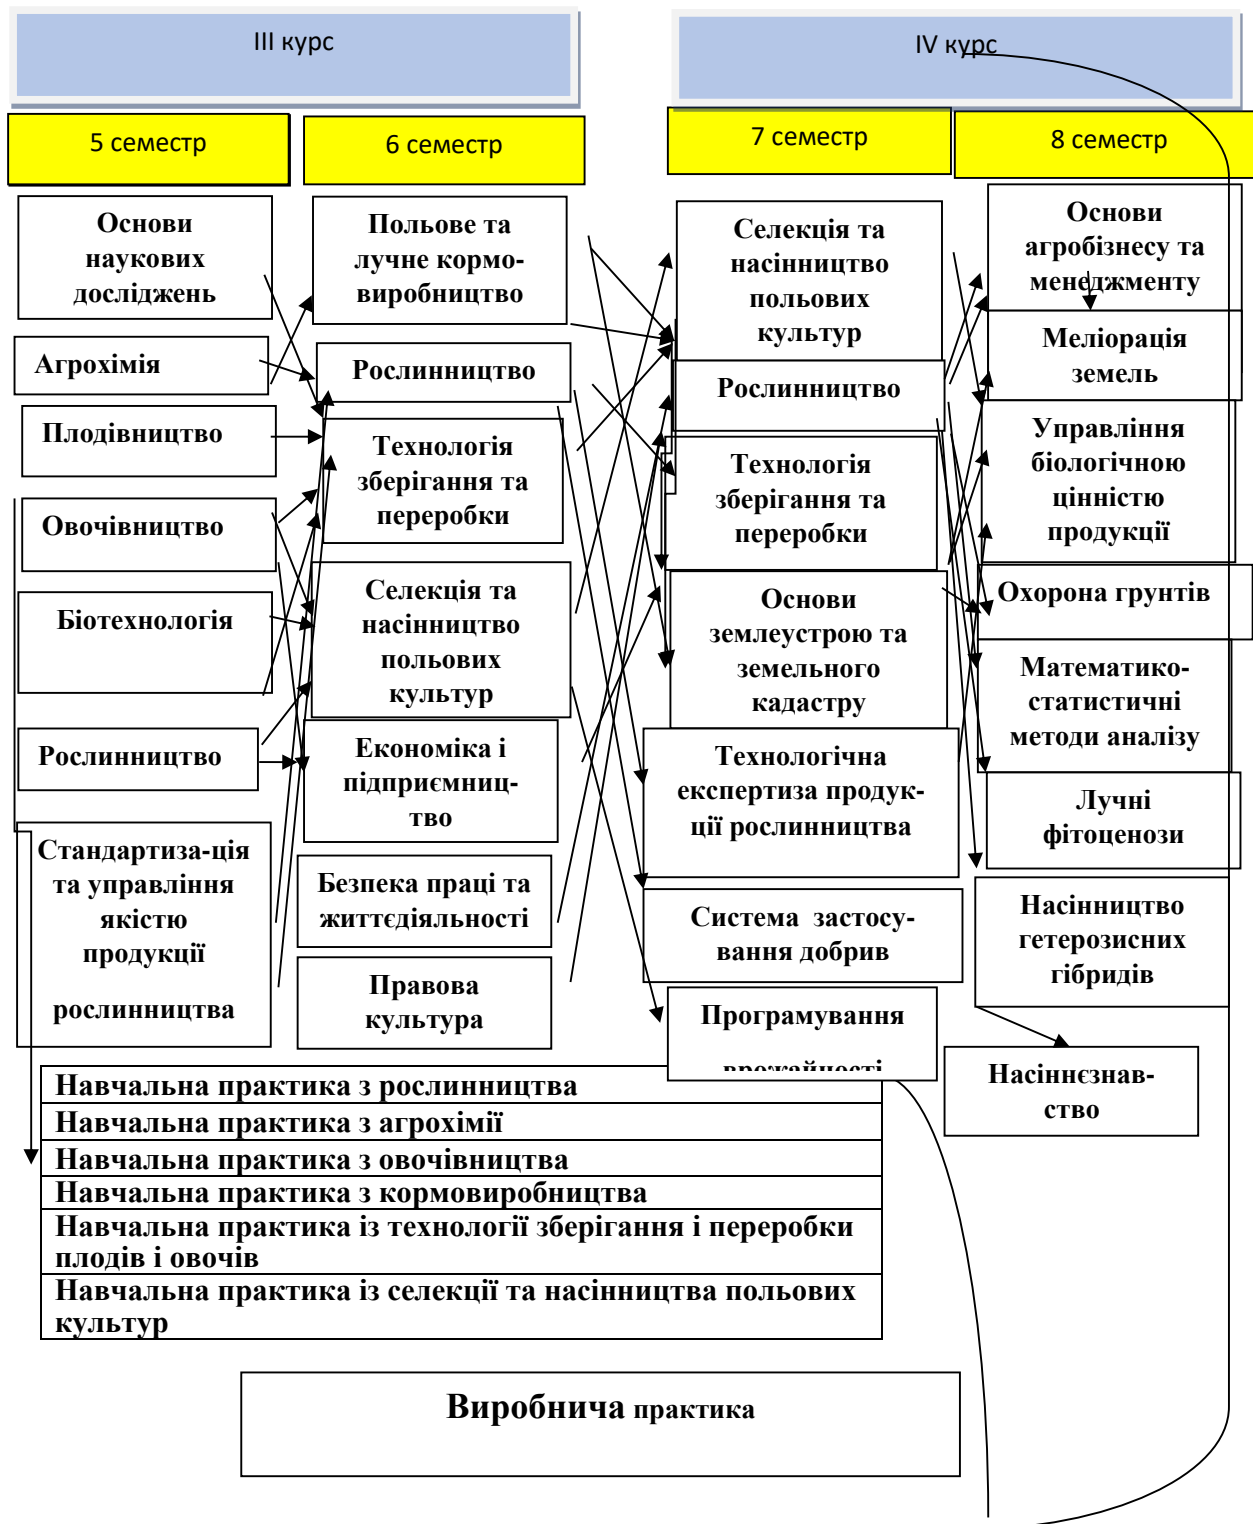 III курс
IV курс
5 семестр
6 семестр
7 семестр
8 семестр
Основи
наукових
досліджень
Агрохімія
Плодівництво
Овочівництво
Біотехнологія
Рослинництво
Стандартиза-ція
та управління
якістю
продукції
рослинництва
Польове та
лучне кормо-
виробництво
Рослинництво
Технологія
зберігання та
переробки
Селекція та
насінництво
польових
культур
Економіка і
підприємниц-
тво
Безпека праці та
життєдіяльності
Правова
культура
Селекція та
насінництво
польових
культур
Рослинництво
Технологія
зберігання та
переробки
Основи
землеустрою та
земельного
кадастру
Технологічна
експертиза продук-
ції рослинництва
Система застосу-
вання добрив
Програмування
врожайності
Основи
агробізнесу та
менеджменту
Меліорація
земель
Управління
біологічною
цінністю
продукції
Охорона грунтів
Математико-
статистичні
методи аналізу
Лучні
фітоценози
Насінництво
гетерозисних
гібридів
Насіннєзнав-
ство
Навчальна практика з рослинництва
Навчальна практика з агрохімії
Навчальна практика з овочівництва
Навчальна практика з кормовиробництва
Навчальна практика із технології зберігання і переробки
плодів і овочів
Навчальна практика із селекції та насінництва польових
культур
Виробнича практика